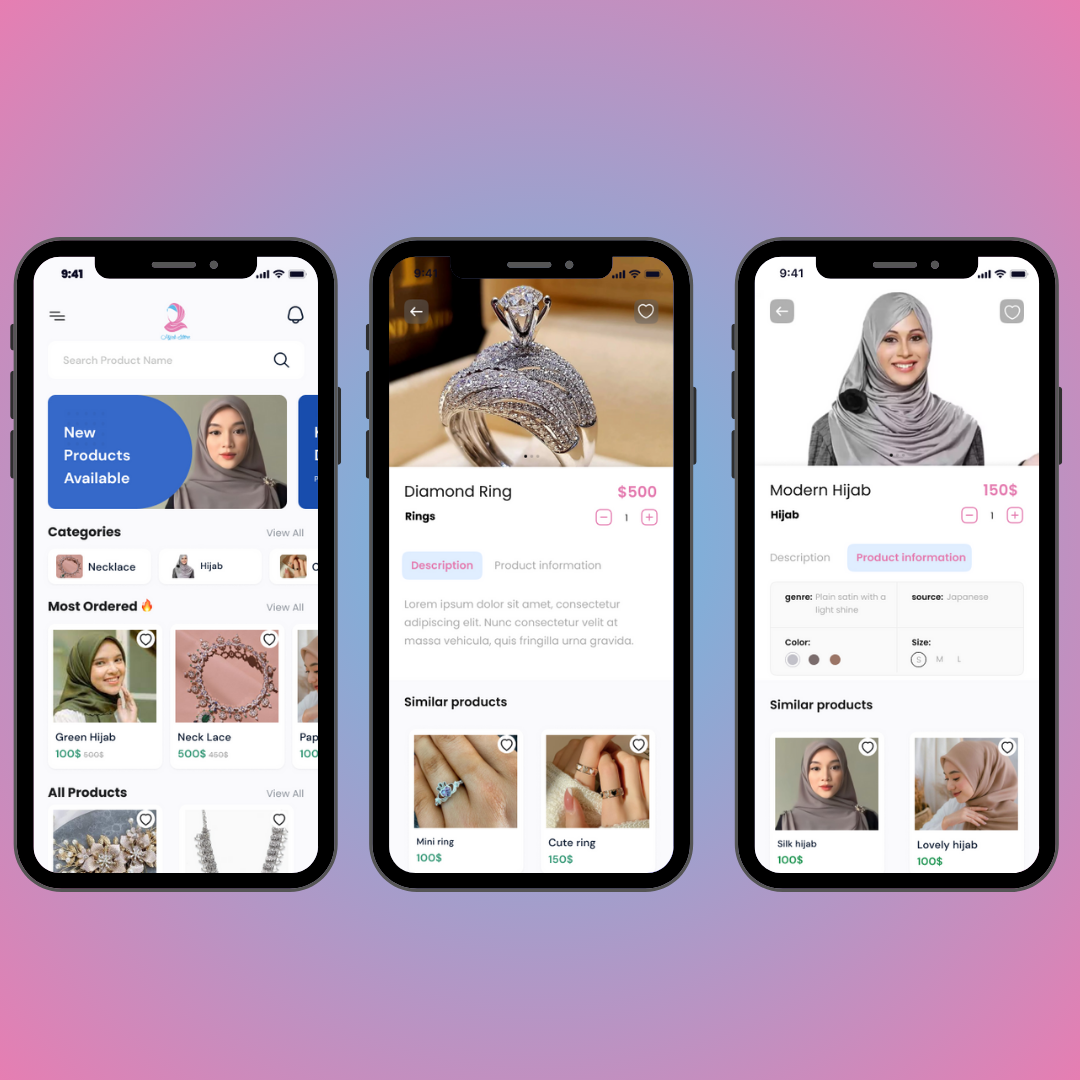 9:41
Search Product Name
New
Products
Available
Categories
View All
Necklace
Hijab
Most Ordered 🔥
View All
Green Hijab
100$ 500$
Neck Lace
500$ 450$
Pap
100
All Products
View All
9:41
Diamond Ring
$500
Rings
− 1 +
Description
Product information
Lorem ipsum dolor sit amet, consectetur
adipiscing elit. Nunc consectetur velit at
massa vehicula, quis fringilla urna gravida.
Similar products
Mini ring
100$
Cute ring
150$
9:41
Modern Hijab
150$
Hijab
− 1 +
Description
Product information
genre: Plain satin with a
light shine
source: Japanese
Color:
Size:
S M L
Similar products
Silk hijab
100$
Lovely hijab
100$